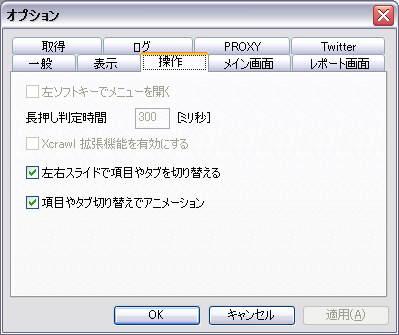 オプション
取得 ログ PROXY Twitter
一般 表示 操作 メイン画面 レポート画面
左ソフトキーでメニューを開く
長押し判定時間 300 [ミリ秒]
Xcrawl 拡張機能を有効にする
左右スライドで項目やタブを切り替える
項目やタブ切り替えでアニメーション
OK キャンセル 適用(A)